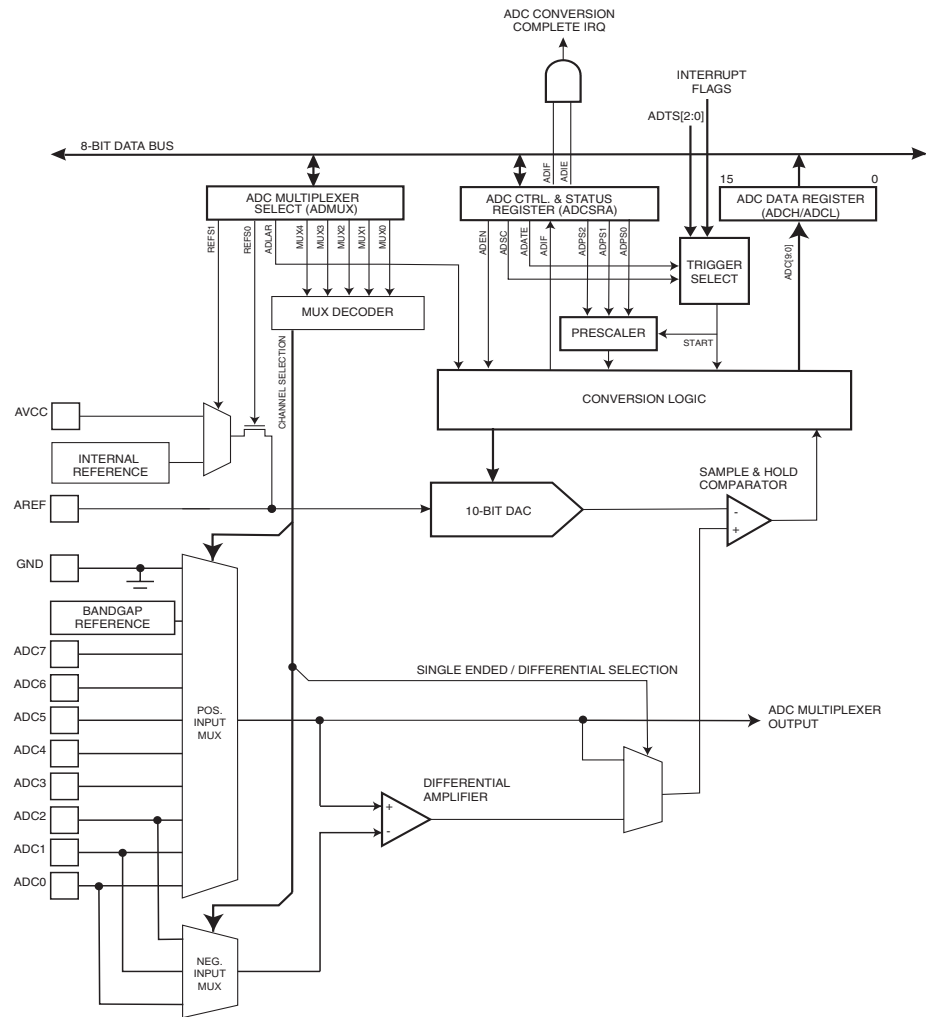 ADC CONVERSION
COMPLETE IRQ
INTERRUPT
FLAGS
ADTS[2:0]
8-BIT DATA BUS
ADIF
ADIE
15
0
ADC MULTIPLEXER
SELECT (ADMUX)
ADC CTRL. & STATUS
REGISTER (ADCSRA)
ADC DATA REGISTER
(ADCH/ADCL)
REFS1
REFS0
ADLAR
MUX4
MUX3
MUX2
MUX1
MUX0
ADEN
ADSC
ADATE
ADIF
ADPS2
ADPS1
ADPS0
ADC[9:0]
TRIGGER
SELECT
MUX DECODER
PRESCALER
START
CHANNEL SELECTION
CONVERSION LOGIC
AVCC
INTERNAL
REFERENCE
SAMPLE & HOLD
COMPARATOR
AREF
10-BIT DAC
-
+
GND
BANDGAP
REFERENCE
ADC7
SINGLE ENDED / DIFFERENTIAL SELECTION
ADC6
ADC5
POS.
INPUT
MUX
ADC MULTIPLEXER
OUTPUT
ADC4
ADC3
DIFFERENTIAL
AMPLIFIER
ADC2
+
-
ADC1
ADC0
NEG.
INPUT
MUX